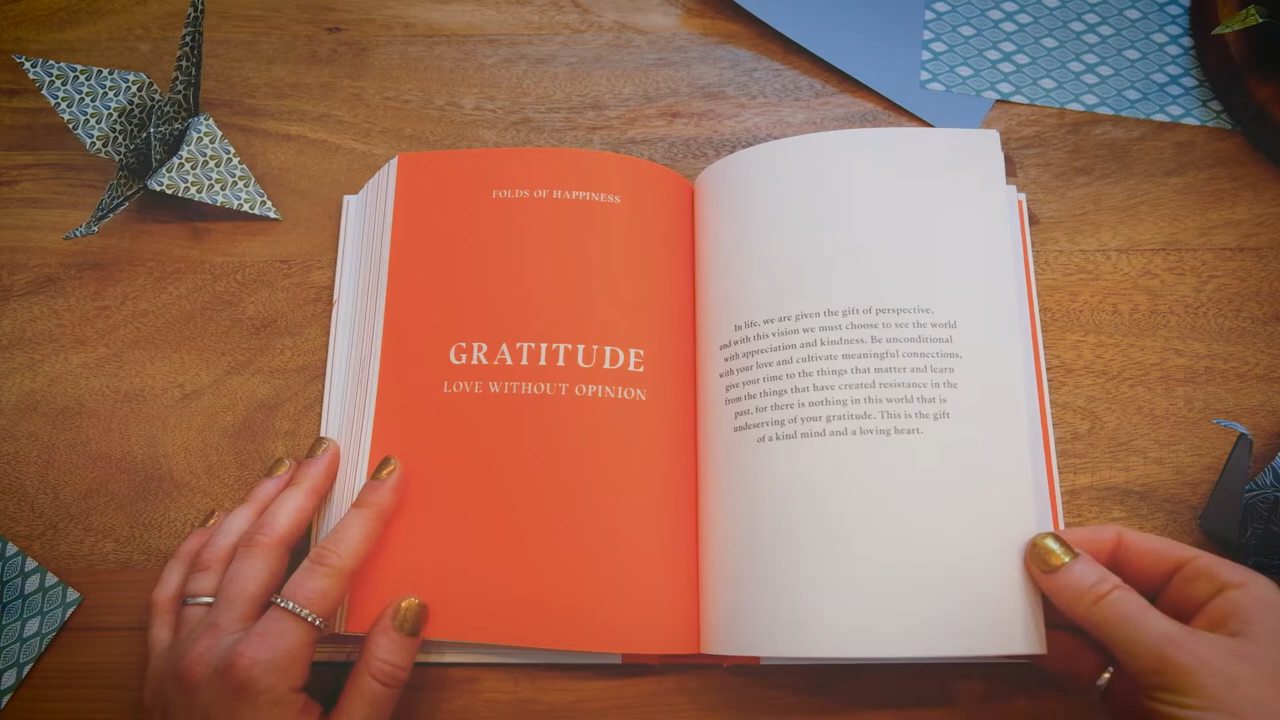 FOLDS OF HAPPINESS
GRATITUDE
LOVE WITHOUT OPINION
In life, we are given the gift of perspective,
and with this vision we must choose to see the world
with appreciation and kindness. Be unconditional
with your love and cultivate meaningful connections,
give your time to the things that matter and learn
from the things that have created resistance in the
past, for there is nothing in this world that is
undeserving of your gratitude. This is the gift
of a kind mind and a loving heart.